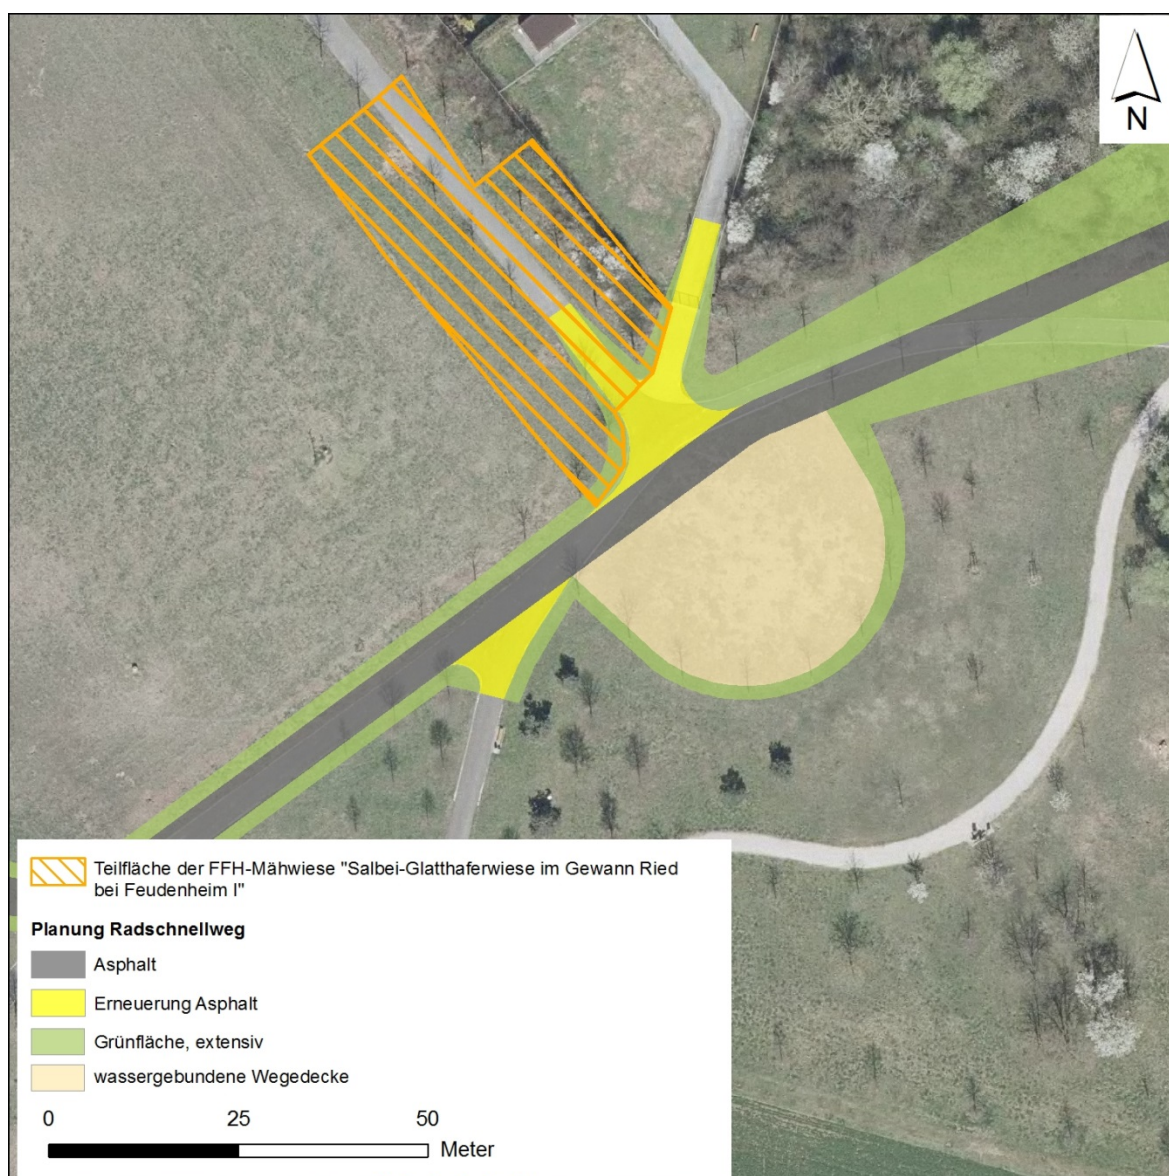 N
Teilfläche der FFH-Mähwiese "Salbei-Glatthaferwiese im Gewann Ried
bei Feudenheim I"
Planung Radschnellweg
Asphalt
Erneuerung Asphalt
Grünfläche, extensiv
wassergebundene Wegedecke
0 25 50
Meter